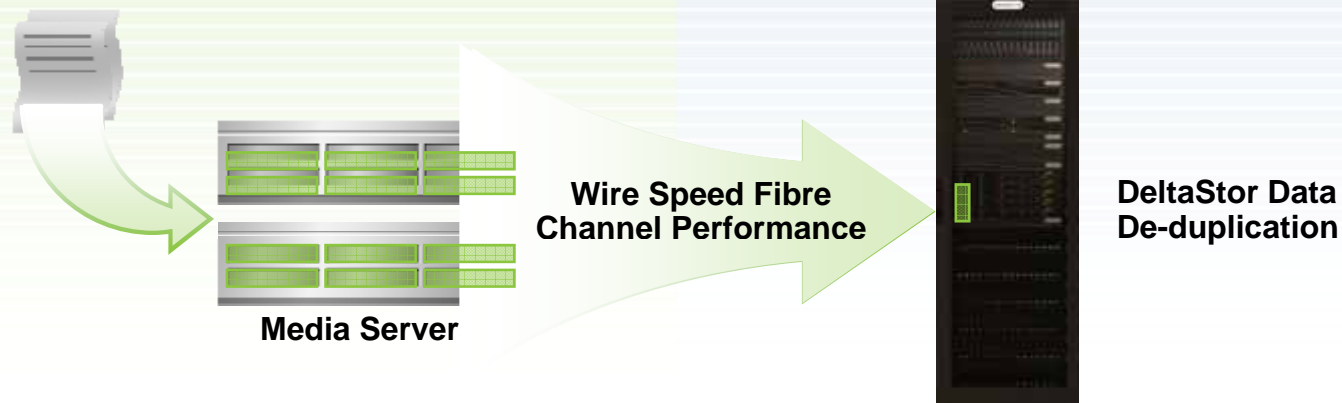 Wire Speed Fibre
Channel Performance
DeltaStor Data
De-duplication
Media Server